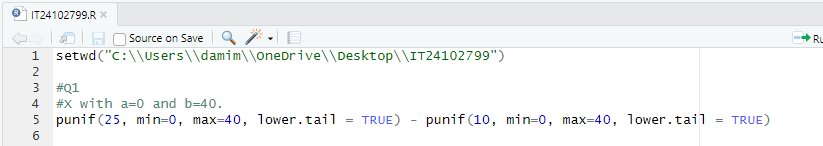 IT24102799.R ×
Source on Save
Ru
1 setwd("C:\\Users\\damim\\OneDrive\\Desktop\\IT24102799")
2
3 #Q1
4 #X with a=0 and b=40.
5 punif(25, min=0, max=40, lower.tail = TRUE) - punif(10, min=0, max=40, lower.tail = TRUE)
6